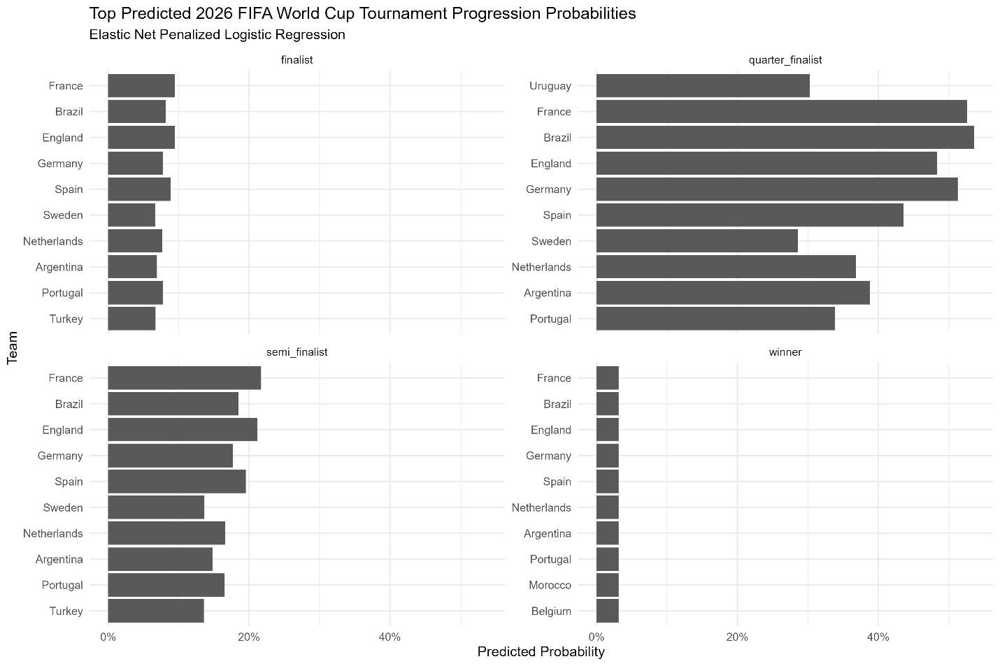 Top Predicted 2026 FIFA World Cup Tournament Progression Probabilities
Elastic Net Penalized Logistic Regression
finalist
France
Brazil
England
Germany
Spain
Sweden
Netherlands
Argentina
Portugal
Turkey
quarter_finalist
Uruguay
France
Brazil
England
Germany
Spain
Sweden
Netherlands
Argentina
Portugal
Team
semi_finalist
France
Brazil
England
Germany
Spain
Sweden
Netherlands
Argentina
Portugal
Turkey
0% 20% 40%
winner
France
Brazil
England
Germany
Spain
Netherlands
Argentina
Portugal
Morocco
Belgium
0% 20% 40%
Predicted Probability